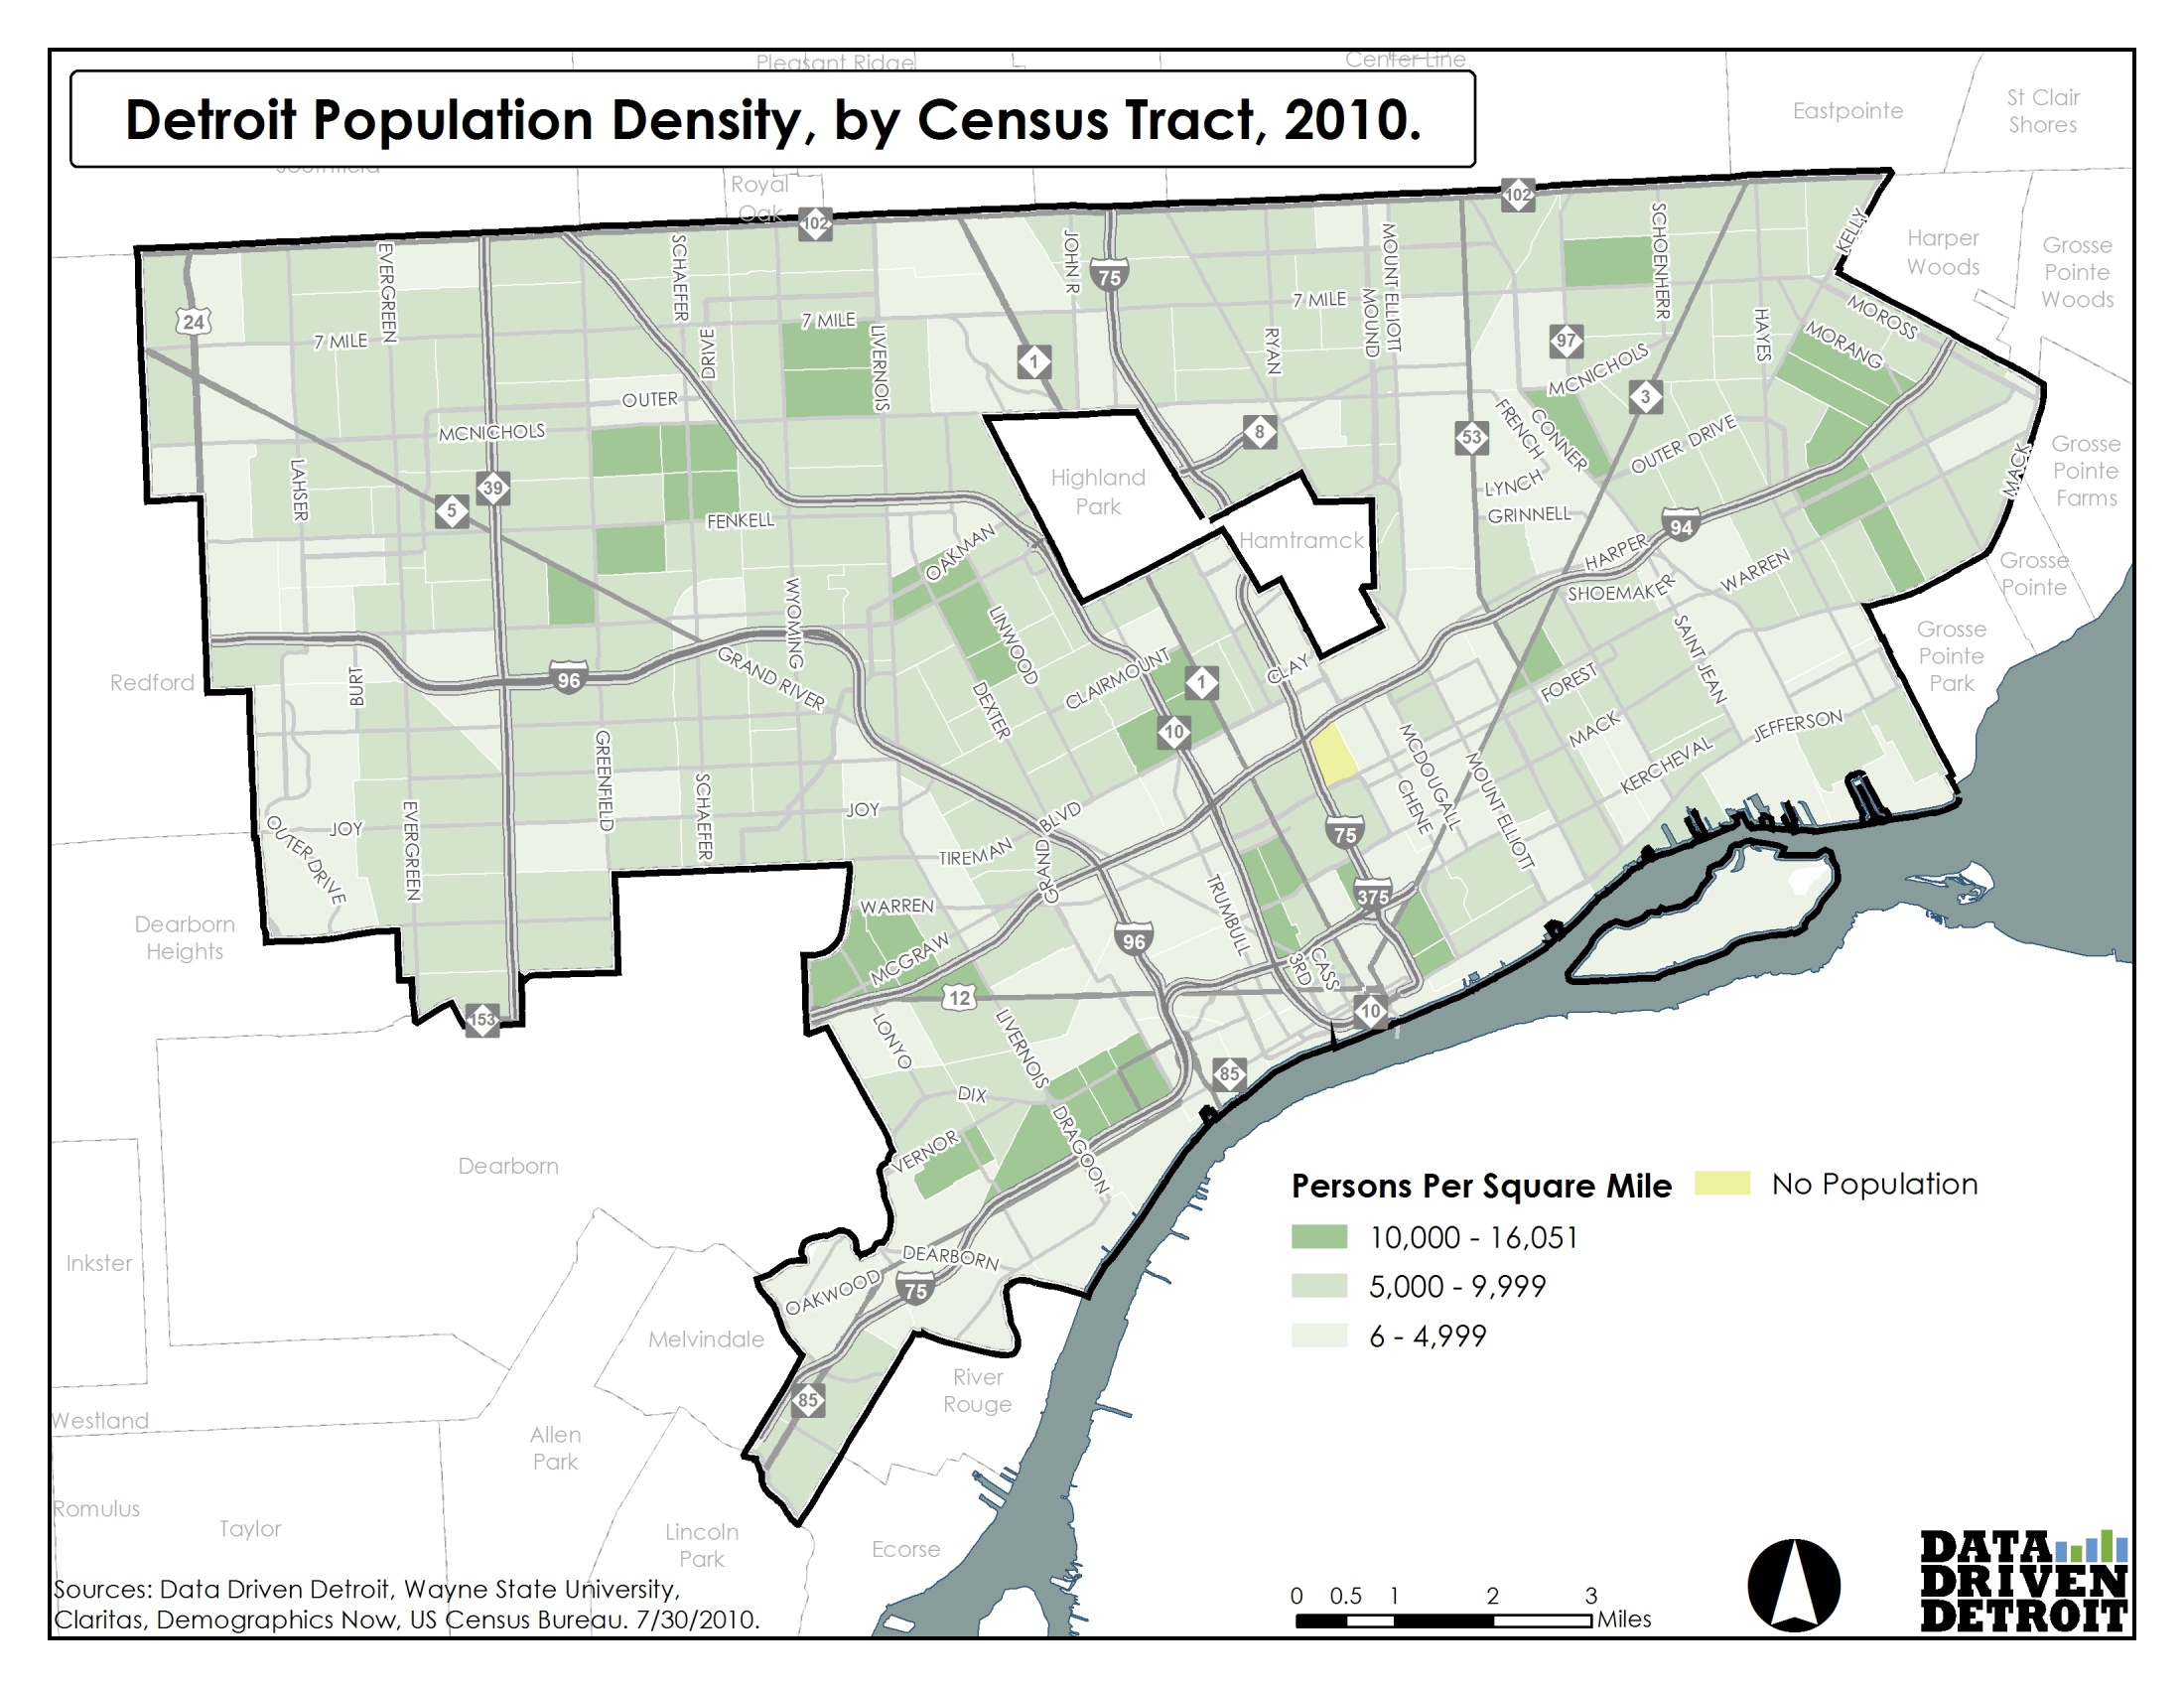 Pleasant Ridge
Center Line
Detroit Population Density, by Census Tract, 2010.
Eastpointe
St Clair
Shores
Southfield
Royal
Oak
102
102
KELLY
Harper
Woods
Grosse
Pointe
Woods
24
EVERGREEN
SCHAEFER
JOHN R
75
MOUNT ELLIOTT
SCHOENHERR
7 MILE
7 MILE
7 MILE
DRIVE
LIVERNOIS
1
RYAN
MOUND
97
HAYES
MOROSS
MORANG
OUTER
MCNICHOLS
MCNICHOLS
3
8
53
FRENCH
CONNER
OUTER DRIVE
MACK
Grosse
Pointe
Farms
LAHSER
39
5
FENKELL
Highland
Park
Hamtramck
LYNCH
GRINNELL
94
OAKMAN
HARPER
SHOEMAKER
WARREN
Grosse
Pointe
WYOMING
LINWOOD
SAINT JEAN
Grosse
Pointe
Park
Redford
BURT
96
GRAND RIVER
DEXTER
CLAIRMOUNT
1
CLAY
FOREST
10
MACK
JEFFERSON
KERCHEVAL
MCDOUGALL
CHENE
MOUNT ELLIOTT
GREENFIELD
SCHAEFER
EVERGREEN
JOY
JOY
OUTER DRIVE
TIREMAN
GRAND
BLVD
75
375
TRUMBULL
WARREN
MCGRAW
96
CASS
3RD
Dearborn
Heights
12
10
153
LONYO
LIVERNOIS
85
DIX
DRAGOON
VERNOR
Dearborn
Inkster
DEARBORN
OAKWOOD
75
Melvindale
River
Rouge
85
Westland
Allen
Park
Romulus
Taylor
Lincoln
Park
Ecorse
Persons Per Square Mile
No Population
10,000 - 16,051
5,000 - 9,999
6 - 4,999
Sources: Data Driven Detroit, Wayne State University,
Claritas, Demographics Now, US Census Bureau. 7/30/2010.
0 0.5 1 2 3
Miles
DATA
DRIVEN
DETROIT